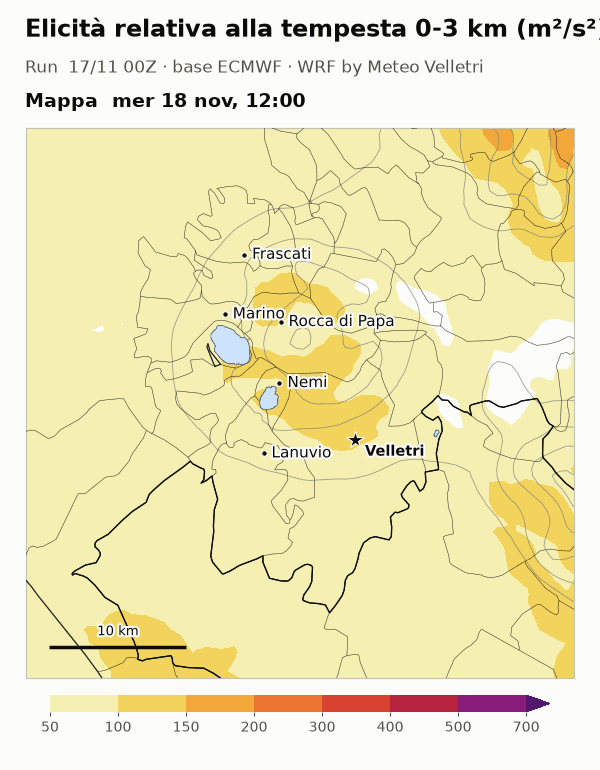 Elicità relativa alla tempesta 0-3 km (m²/s²)
Run 17/11 00Z · base ECMWF · WRF by Meteo Velletri
Mappa mer 18 nov, 12:00
Frascati
Marino
Rocca di Papa
Nemi
Velletri
Lanuvio
10 km
50 100 150 200 300 400 500 700